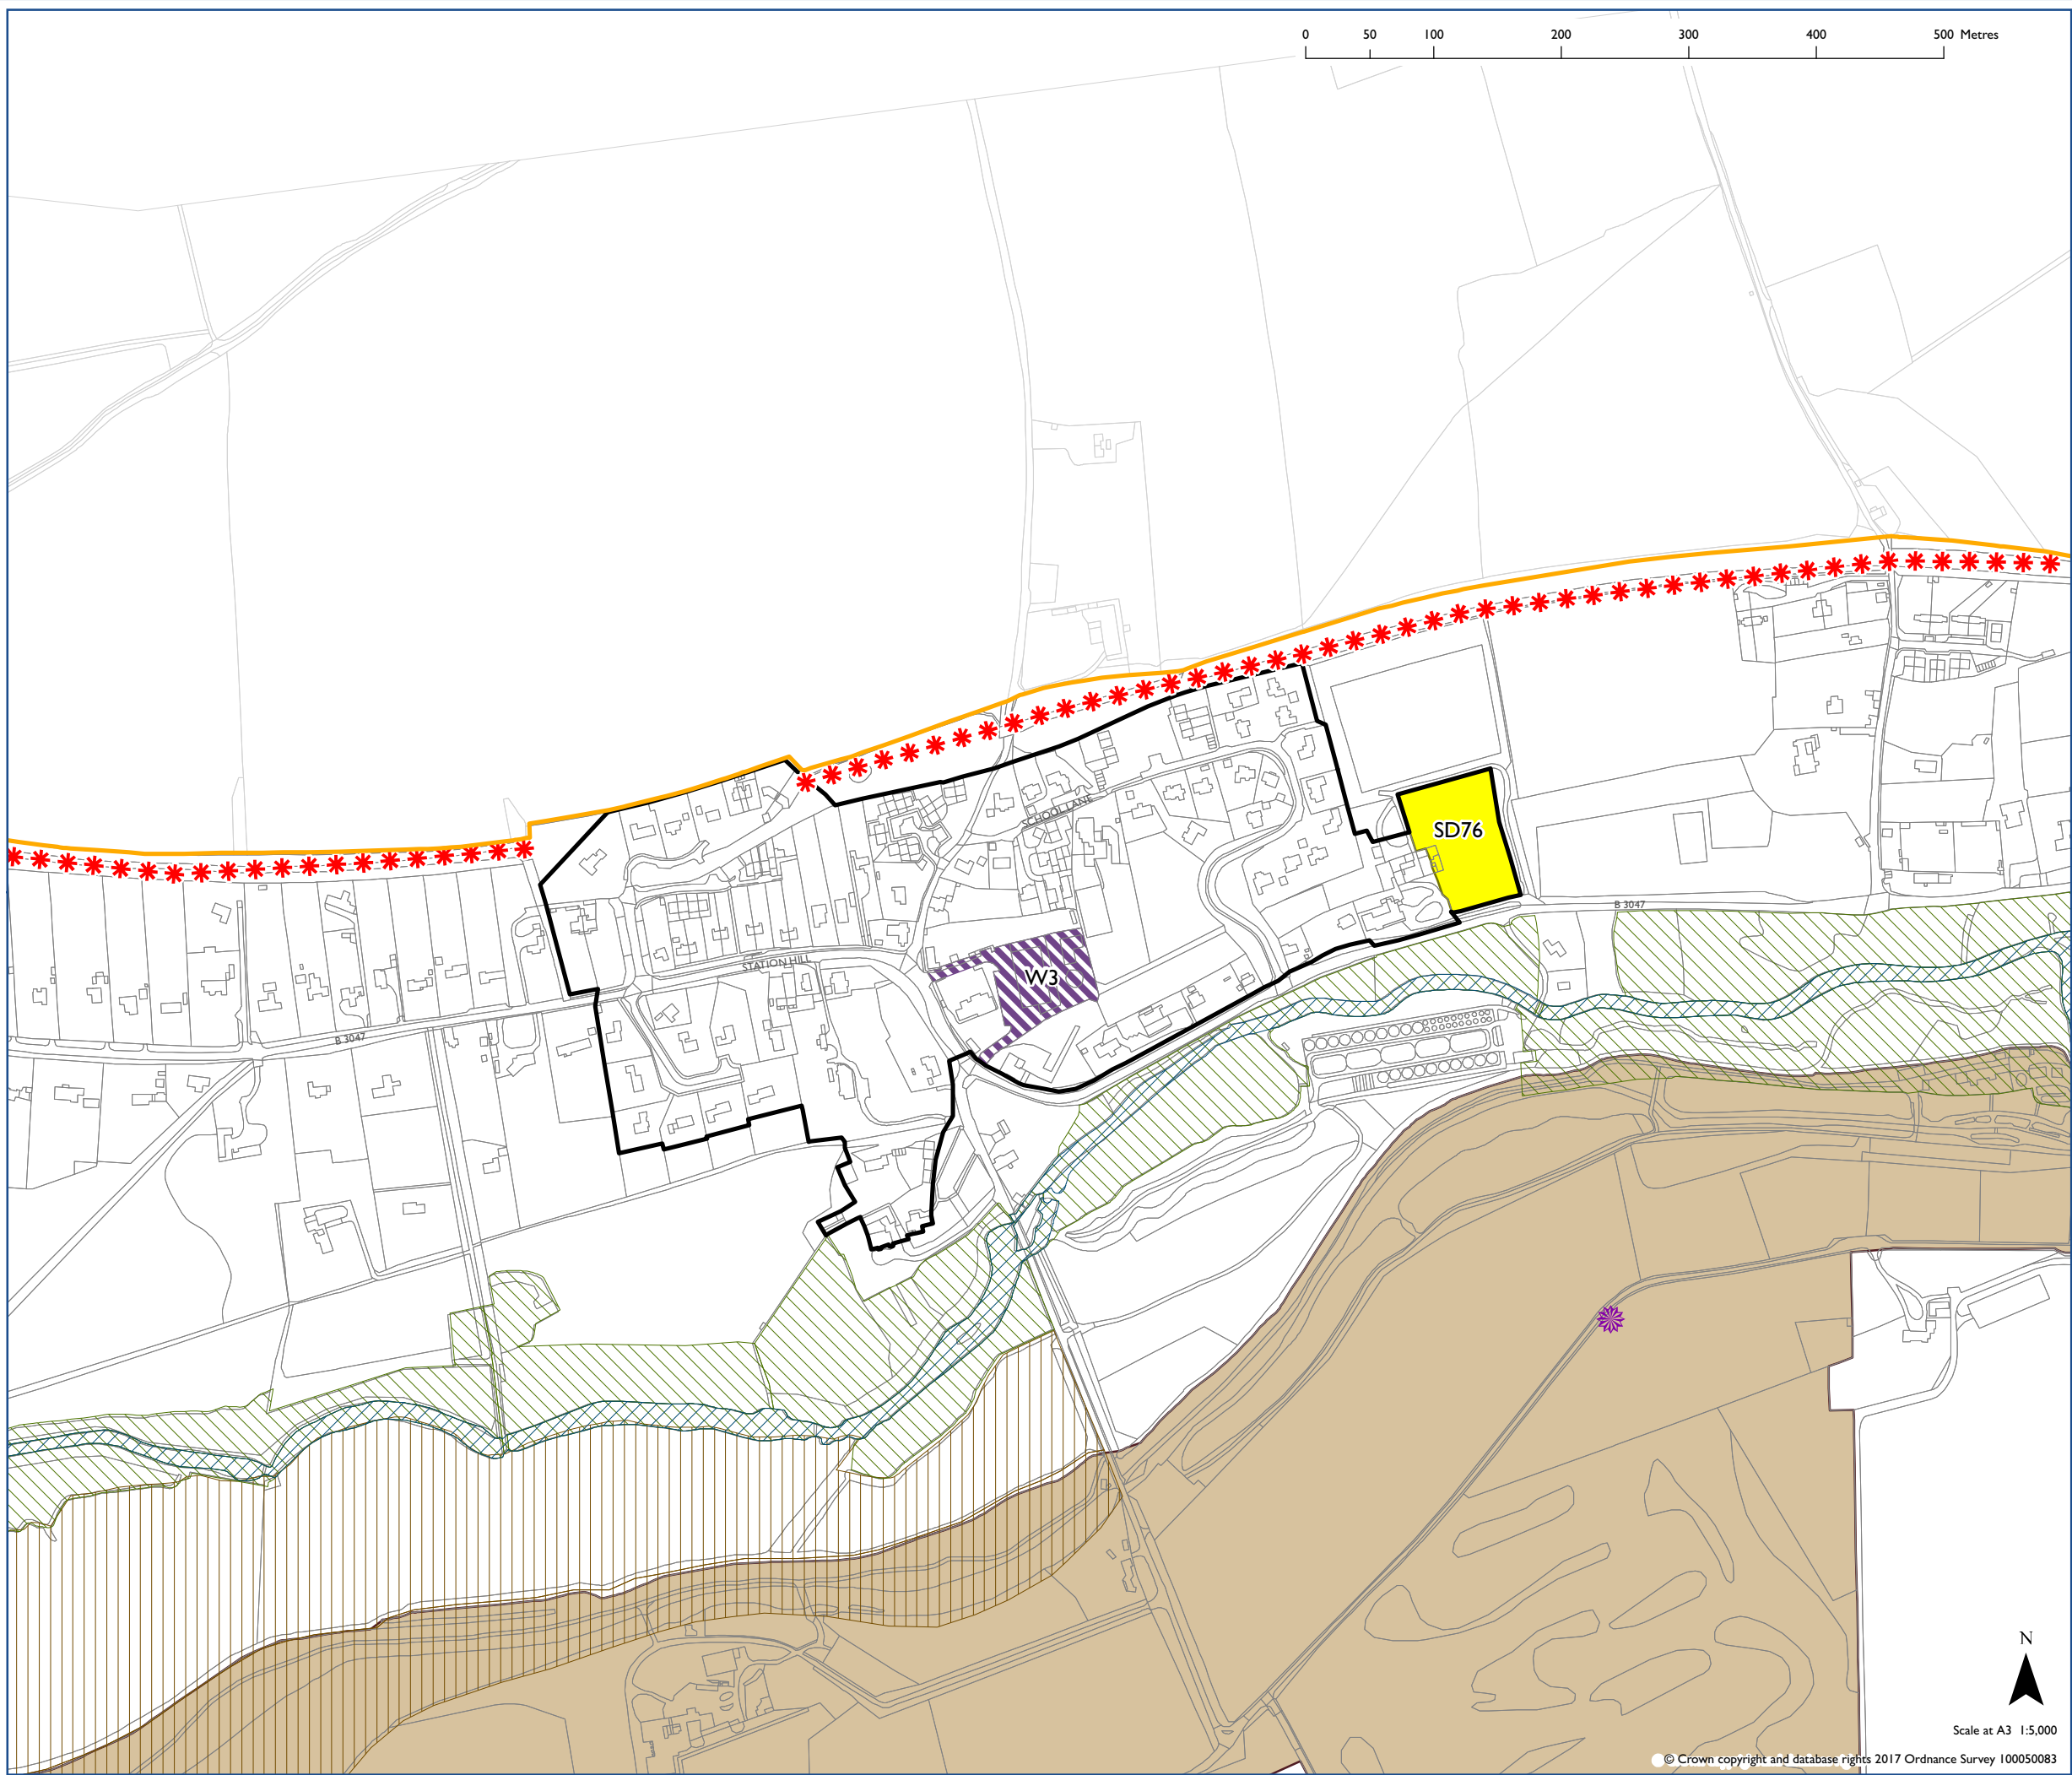 0 50 100 200 300 400 500 Metres
SD76
SCHOOL LANE
B 3047
STATION HILL
W3
B 3047
N
Scale at A3 1:5,000
© Crown copyright and database rights 2017 Ordnance Survey 100050083